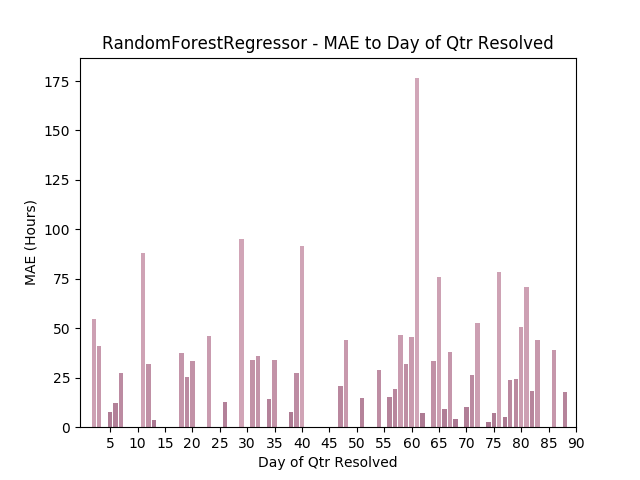 RandomForestRegressor - MAE to Day of Qtr Resolved
175
150
125
100
75
50
25
0
MAE (Hours)
5 10 15 20 25 30 35 40 45 50 55 60 65 70 75 80 85 90
Day of Qtr Resolved